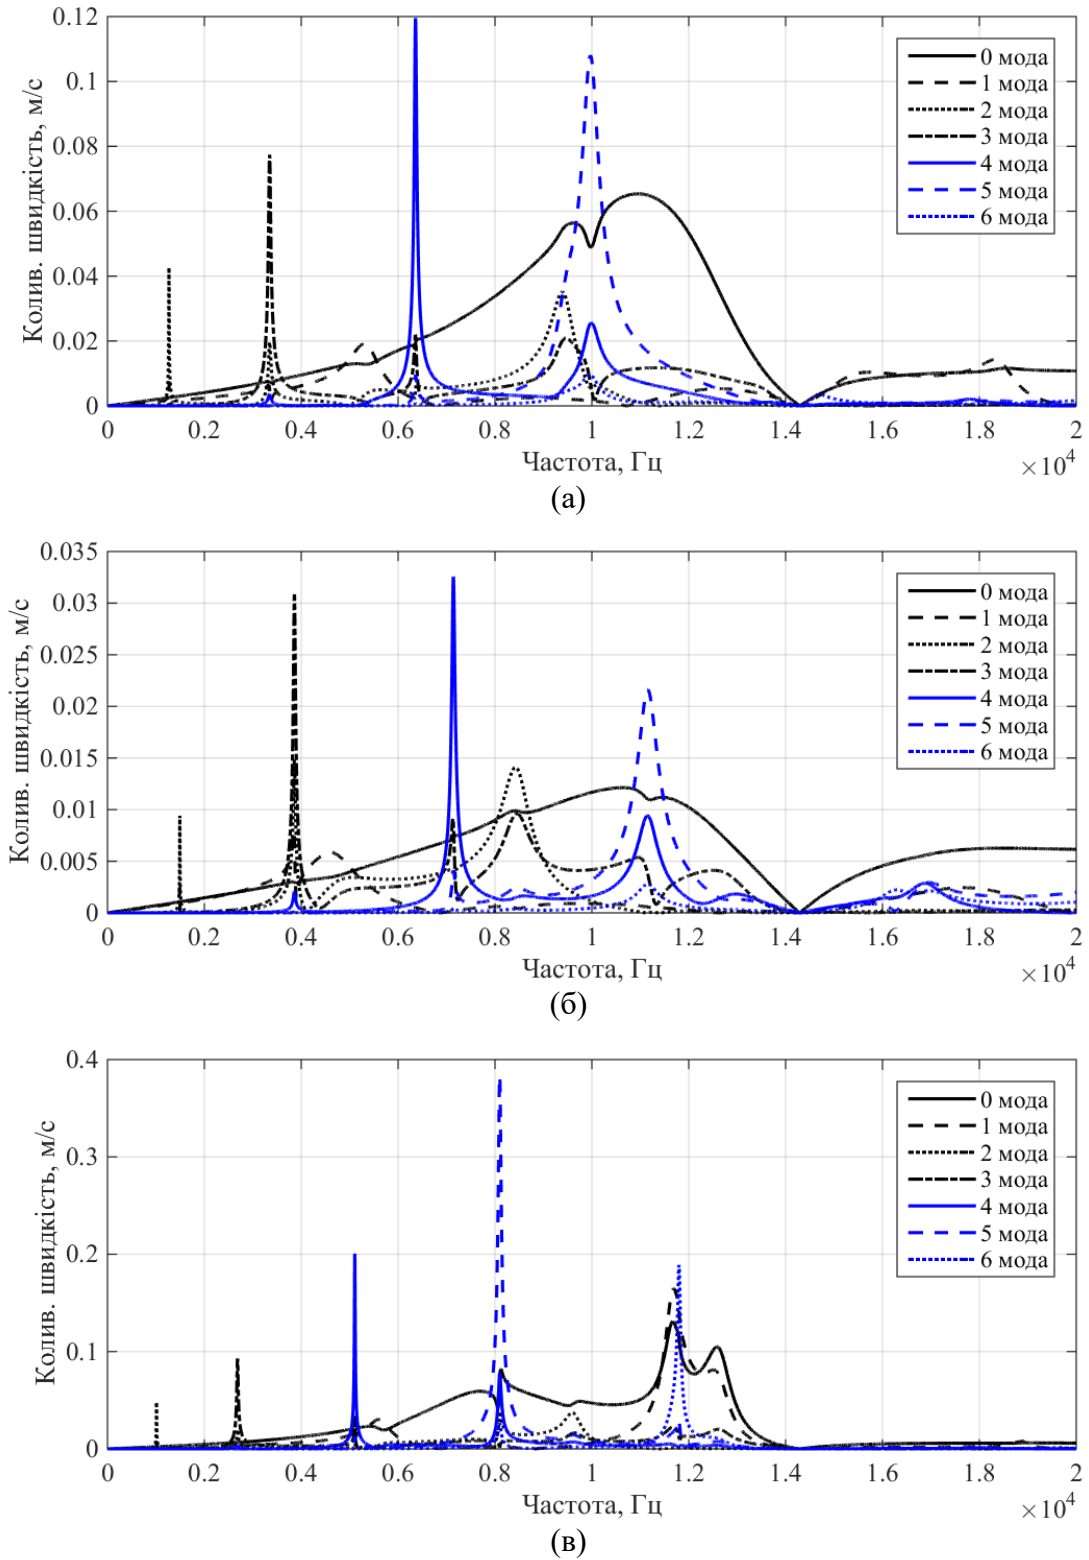 0.12
0.1
0.08
0.06
0.04
0.02
0
Колив. швидкість, м/с
0 мода
1 мода
2 мода
3 мода
4 мода
5 мода
6 мода
0 0.2 0.4 0.6 0.8 1 1.2 1.4 1.6 1.8 2
Частота, Гц
×10⁴
(а)
0.035
0.03
0.025
0.02
0.015
0.01
0.005
0
Колив. швидкість, м/с
0 мода
1 мода
2 мода
3 мода
4 мода
5 мода
6 мода
0 0.2 0.4 0.6 0.8 1 1.2 1.4 1.6 1.8 2
Частота, Гц
×10⁴
(б)
0.4
0.3
0.2
0.1
0
Колив. швидкість, м/с
0 мода
1 мода
2 мода
3 мода
4 мода
5 мода
6 мода
0 0.2 0.4 0.6 0.8 1 1.2 1.4 1.6 1.8 2
Частота, Гц
×10⁴
(в)